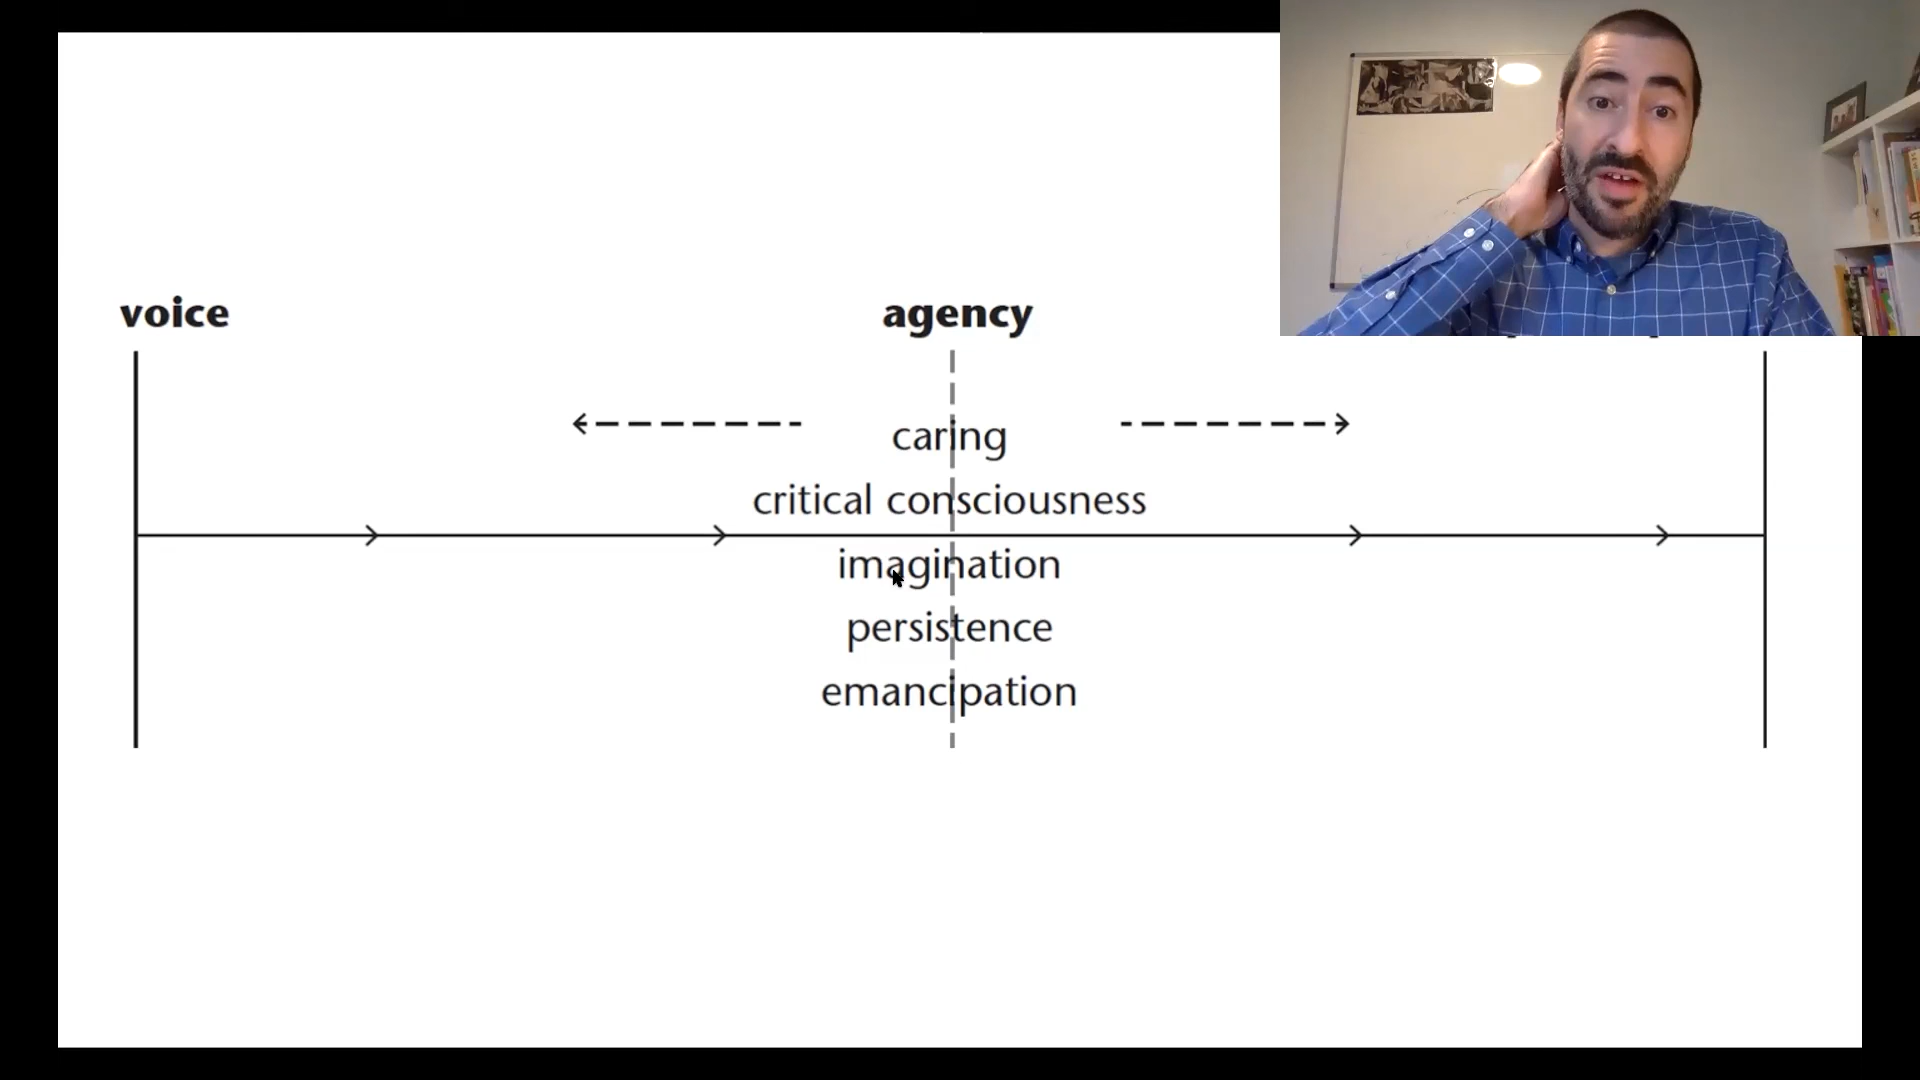 voice
agency
caring
critical consciousness
imagination
persistence
emancipation